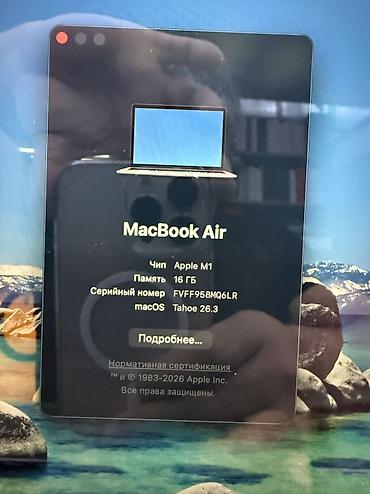 MacBook Air
Чип Apple M1
Память 16 ГБ
Серийный номер FVFF958MQ6LR
macOS Tahoe 26.3
Подробнее...
Нормативная сертификация
™ и © 1983-2026 Apple Inc.
Все права защищены.